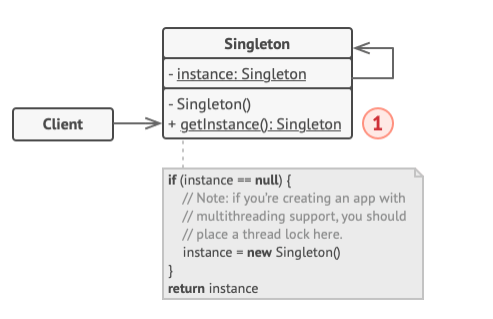 Singleton
- instance: Singleton
- Singleton()
+ getInstance(): Singleton
1
Client
if (instance == null) {
// Note: if you're creating an app with
// multithreading support, you should
// place a thread lock here.
instance = new Singleton()
}
return instance